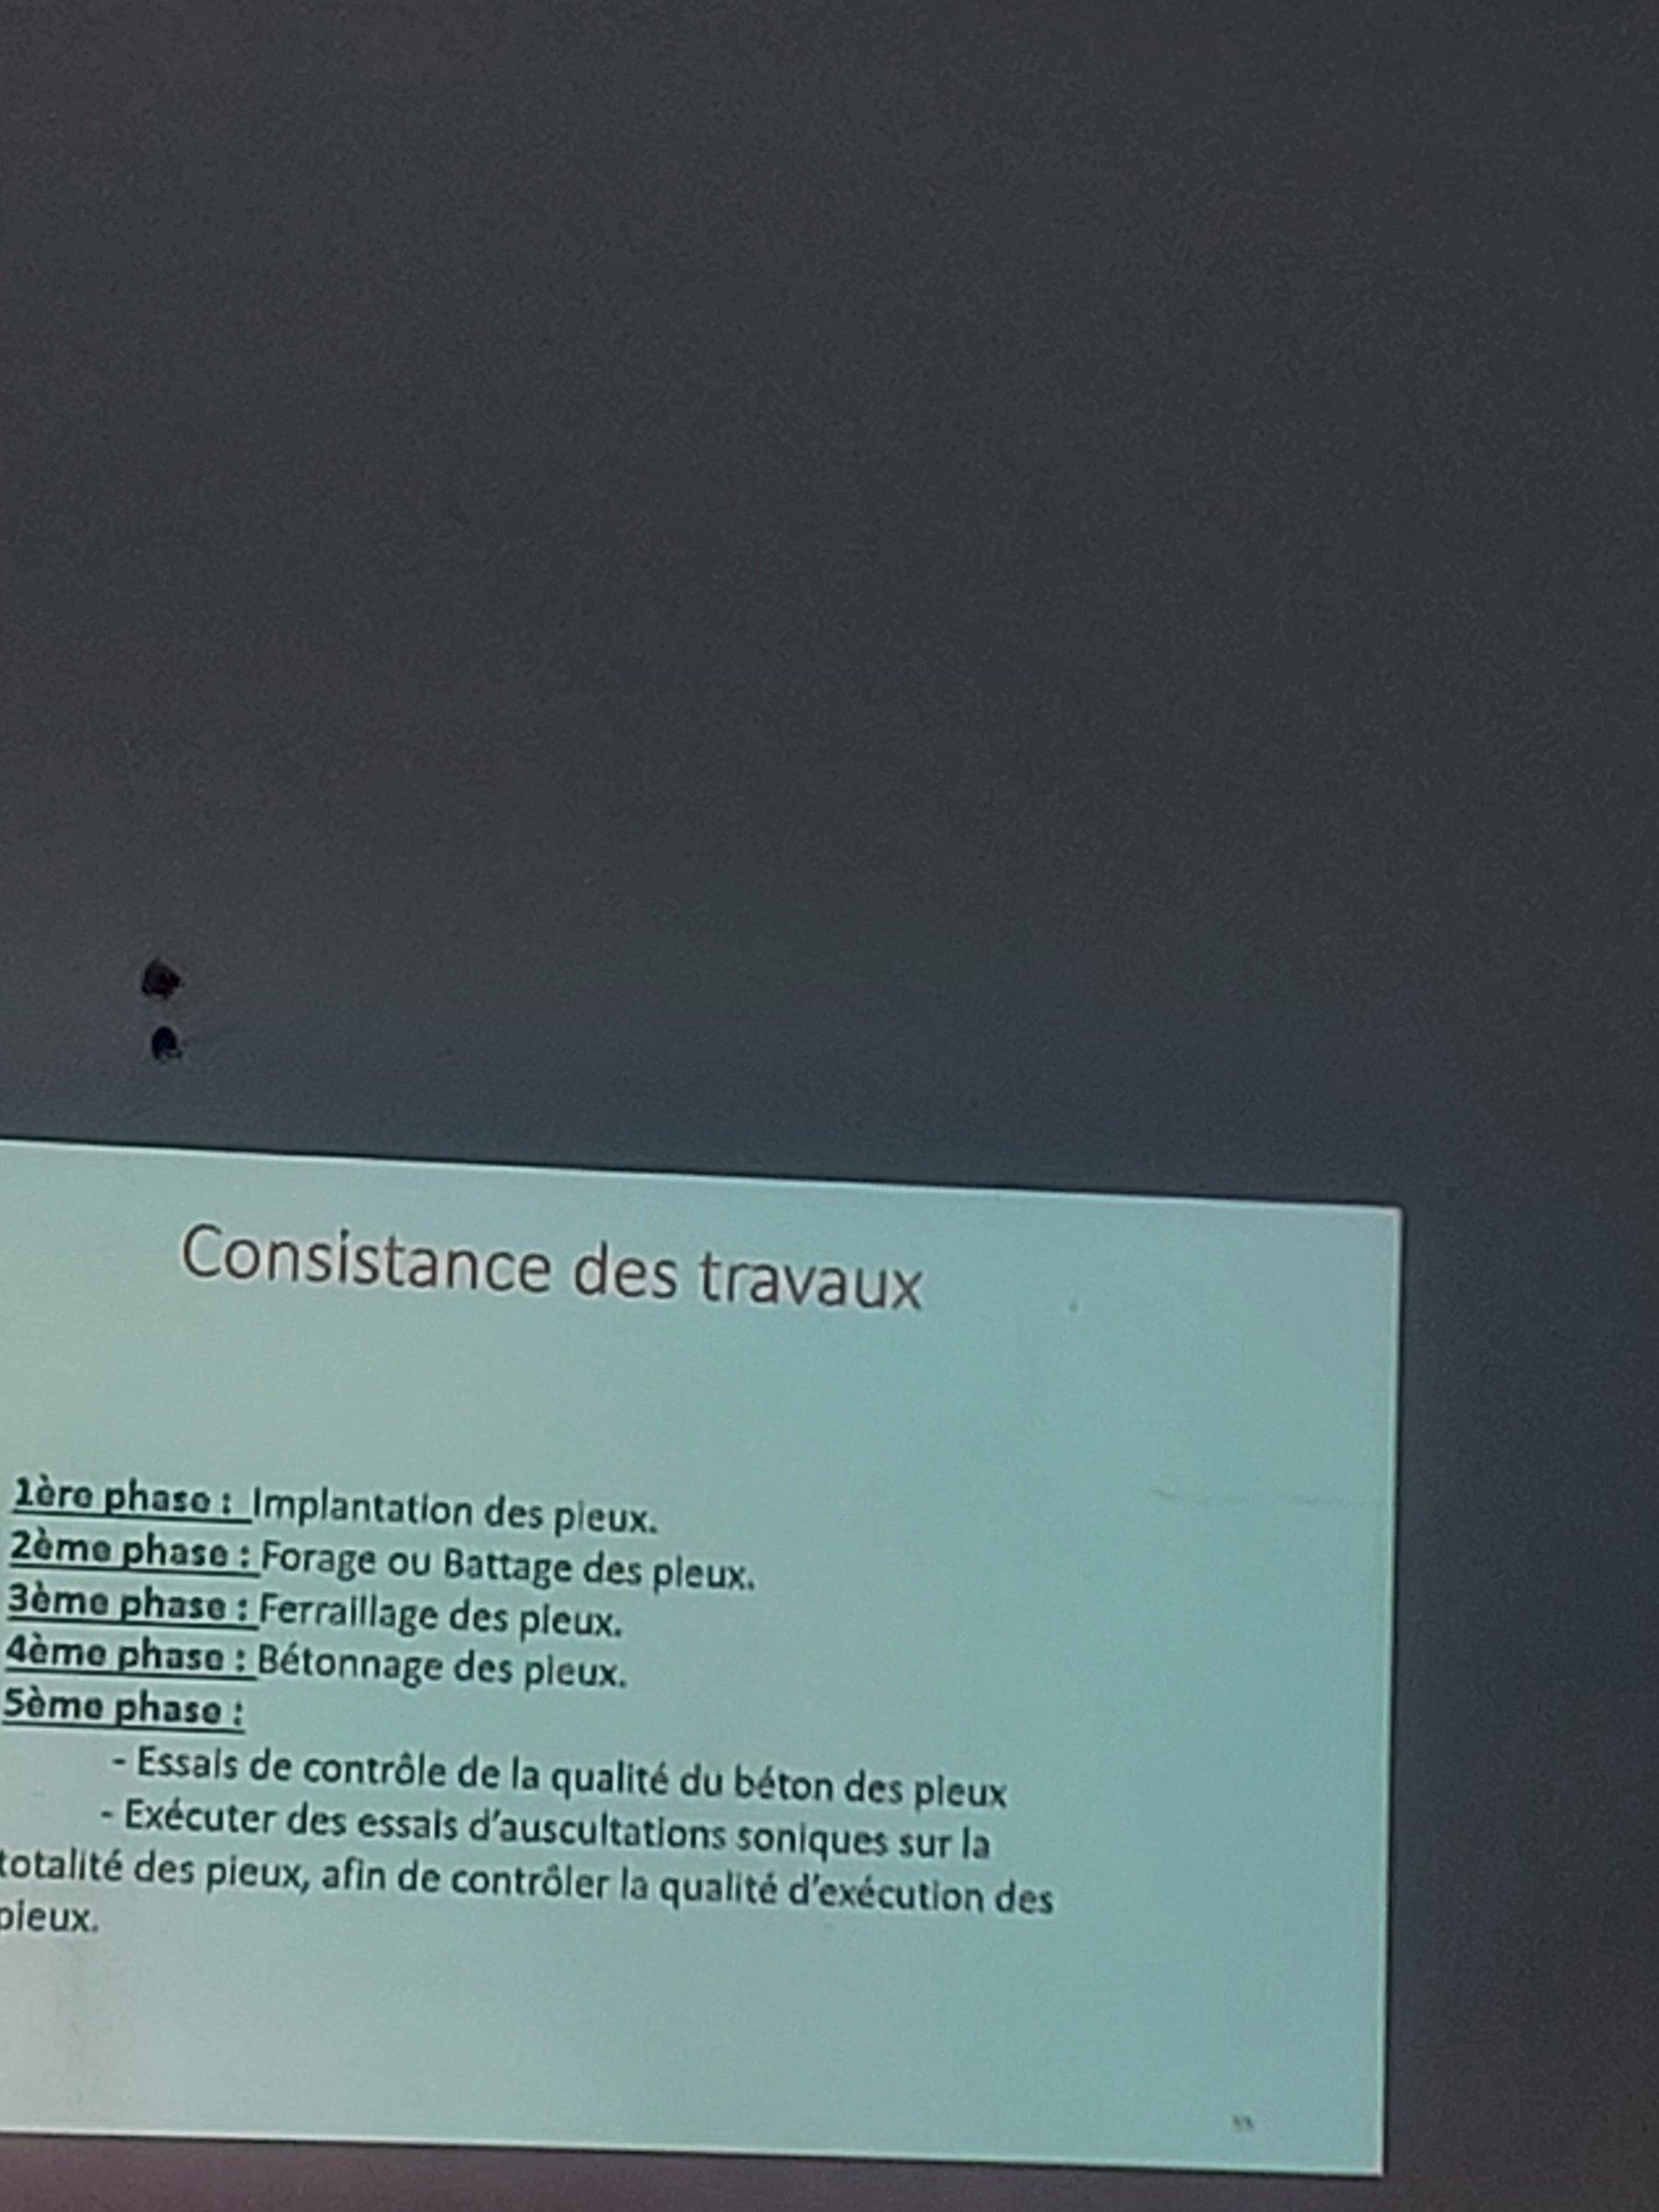 Consistance des travaux
1ère phase : Implantation des pieux.
2ème phase : Forage ou Battage des pieux.
3ème phase : Ferraillage des pieux.
4ème phase : Bétonnage des pieux.
5ème phase :
- Essais de contrôle de la qualité du béton des pieux
- Exécuter des essais d'auscultations soniques sur la
totalité des pieux, afin de contrôler la qualité d'exécution des
pieux.